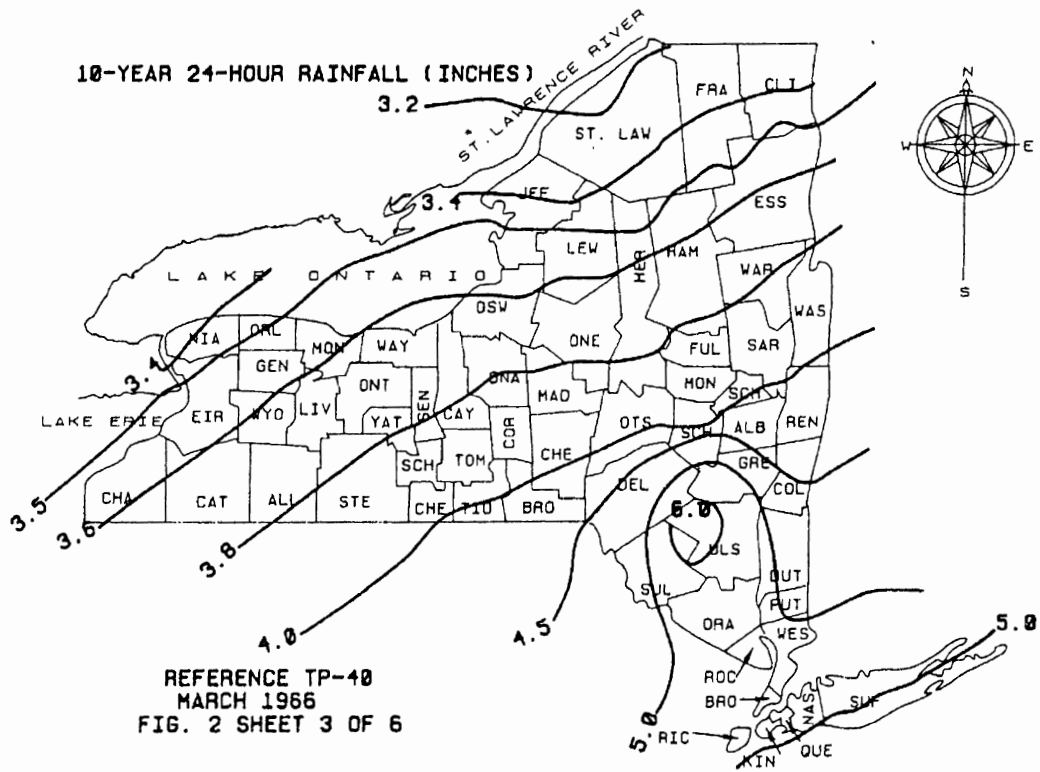 10-YEAR 24-HOUR RAINFALL (INCHES)
3.2
ST. LAWRENCE RIVER
FRA
CLI
N
W
E
S
ST. LAW
JEF
3.4
ESS
LEW
HER
HAM
LAKE ONTARIO
WAR
OSW
WAS
NIA
ORL
MON
WAY
ONE
FUL
SAR
GEN
3.4
ONT
ONA
MAD
MON
SCH
LAKE ERIE
EIR
WYO
LIV
YAT
SEN
CAY
COR
OTS
SCH
ALB
REN
SCH
TOM
CHE
GRE
CHA
CAT
ALL
STE
CHE
TIO
BRO
DEL
COL
3.5
3.6
3.8
6.0
ULS
SUL
DUT
PUT
4.0
4.5
ORA
WES
5.0
REFERENCE TP-40
MARCH 1966
FIG. 2 SHEET 3 OF 6
ROC
BRO
NAS
SUF
5.0
RIC
KIN
QUE